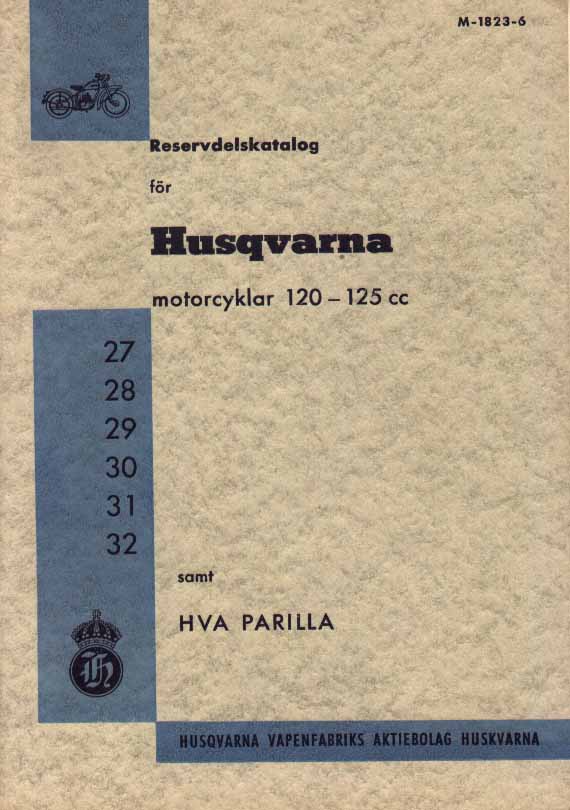 M-1823-6
Reservdelskatalog
för
Husqvarna
motorcyklar 120 – 125 cc
27
28
29
30
31
32
samt
HVA PARILLA
H
HUSQVARNA VAPENFABRIKS AKTIEBOLAG HUSKVARNA